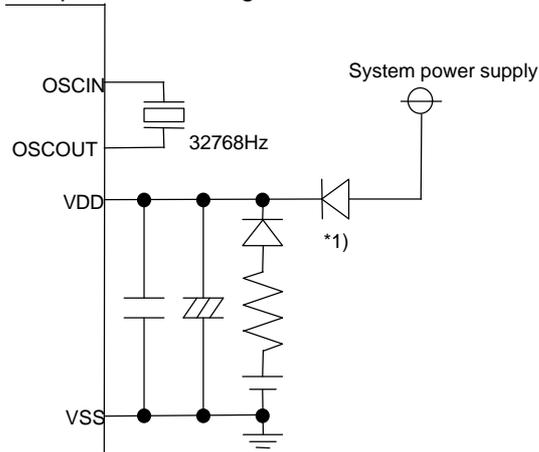 System power supply
OSCIN
OSCOUT
32768Hz
VDD
*1)
VSS